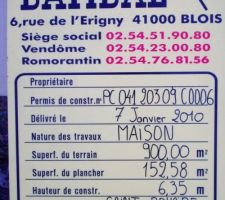 6,rue de l'Erigny 41000 BLOIS
Siège social 02.54.51.90.80
Vendôme 02.54.23.00.08
Romorantin 02.54.76.81.56
Propriétaire
Permis de constr.nº PC 041 203 09 C0006
Délivré le 7 Janvier 2010
Nature des travaux MAISON
Superf. du terrain 900.00 m²
Superf. du plancher 152,58 m²
Hauteur de constr. 6,35 m